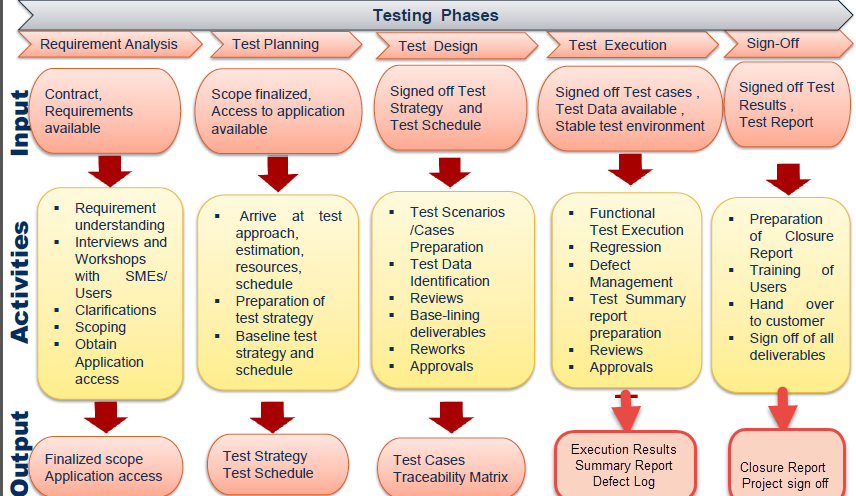 Testing Phases
Requirement Analysis
Test Planning
Test Design
Test Execution
Sign-Off
Input
Contract,
Requirements
available
Scope finalized,
Access to application
available
Signed off Test
Strategy and
Test Schedule
Signed off Test cases ,
Test Data available ,
Stable test environment
Signed off Test
Results ,
Test Report
Activities
▪ Requirement
understanding
▪ Interviews and
Workshops
with SMEs/
Users
▪ Clarifications
▪ Scoping
▪ Obtain
Application
access
▪ Arrive at test
approach,
estimation,
resources,
schedule
▪ Preparation of
test strategy
▪ Baseline test
strategy and
schedule
▪ Test Scenarios
/Cases
Preparation
▪ Test Data
Identification
▪ Reviews
▪ Base-lining
deliverables
▪ Reworks
▪ Approvals
▪ Functional
Test Execution
▪ Regression
▪ Defect
Management
▪ Test Summary
report
preparation
▪ Reviews
▪ Approvals
▪ Preparation
of Closure
Report
▪ Training of
Users
▪ Hand over
to customer
▪ Sign off of all
deliverables
Output
Finalized scope
Application access
Test Strategy
Test Schedule
Test Cases
Traceability Matrix
Execution Results
Summary Report
Defect Log
Closure Report
Project sign off